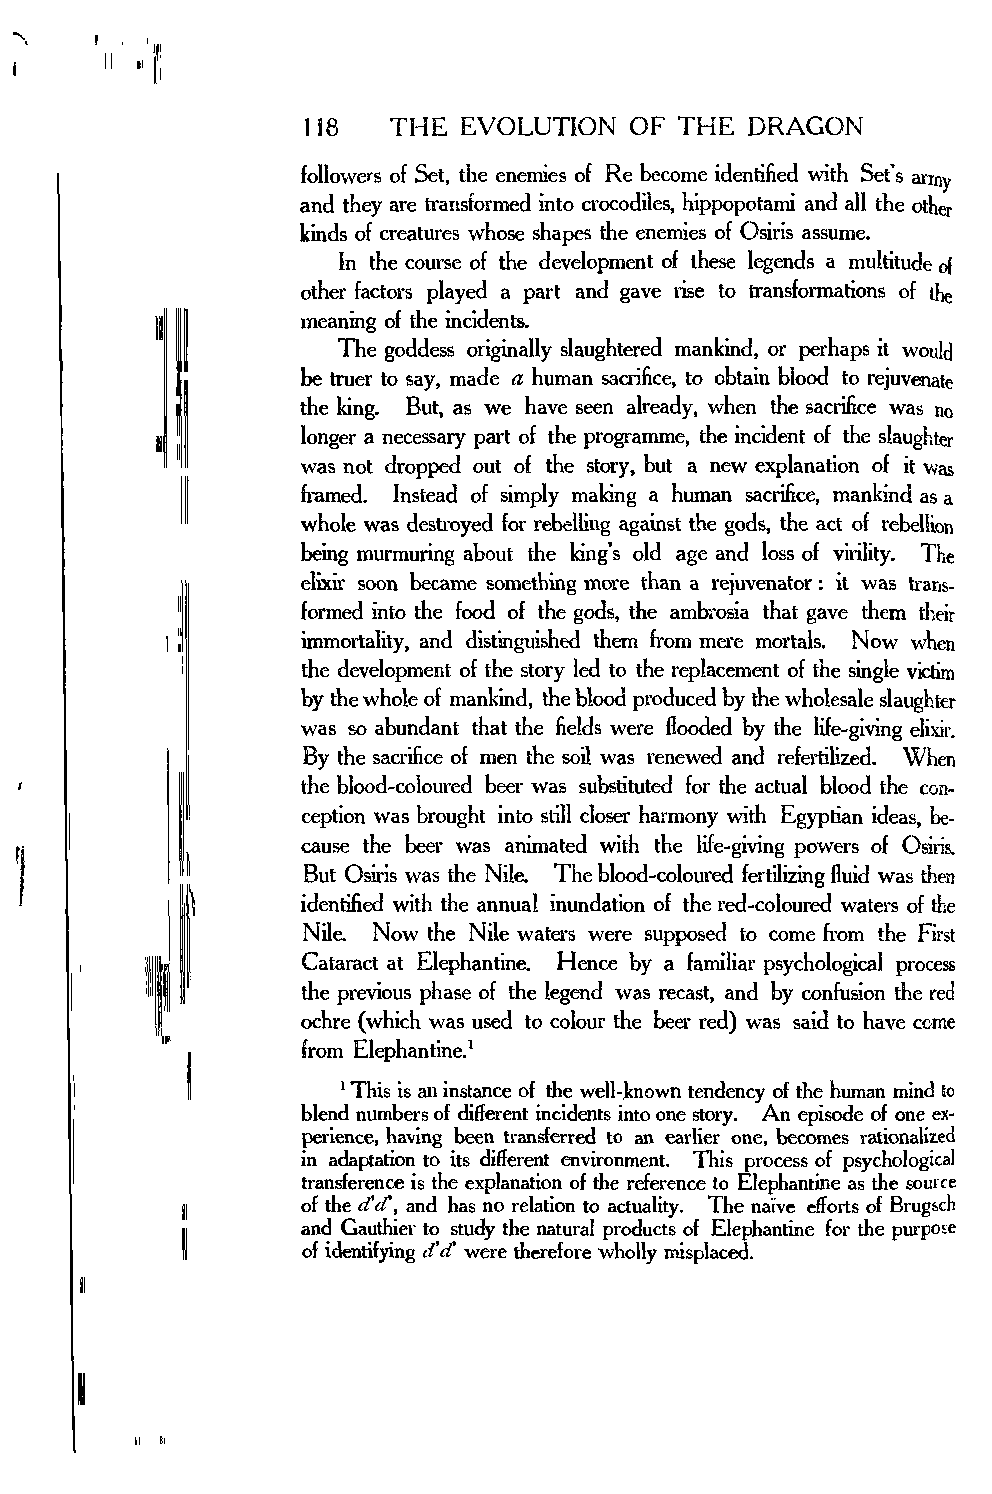 118 THE EVOLUTION OF THE DRAGON
followers of Set, the enemies of Re become identified with Set's army
and they are transformed into crocodiles, hippopotami and all the other
kinds of creatures whose shapes the enemies of Osiris assume.
In the course of the development of these legends a multitude of
other factors played a part and gave rise to transformations of the
meaning of the incidents.
The goddess originally slaughtered mankind, or perhaps it would
be truer to say, made a human sacrifice, to obtain blood to rejuvenate
the king. But, as we have seen already, when the sacrifice was no
longer a necessary part of the programme, the incident of the slaughter
was not dropped out of the story, but a new explanation of it was
framed. Instead of simply making a human sacrifice, mankind as a
whole was destroyed for rebelling against the gods, the act of rebellion
being murmuring about the king's old age and loss of virility. The
elixir soon became something more than a rejuvenator : it was trans-
formed into the food of the gods, the ambrosia that gave them their
immortality, and distinguished them from mere mortals. Now when
the development of the story led to the replacement of the single victim
by the whole of mankind, the blood produced by the wholesale slaughter
was so abundant that the fields were flooded by the life-giving elixir.
By the sacrifice of men the soil was renewed and refertilized. When
the blood-coloured beer was substituted for the actual blood the con-
ception was brought into still closer harmony with Egyptian ideas, be-
cause the beer was animated with the life-giving powers of Osiris.
But Osiris was the Nile. The blood-coloured fertilizing fluid was then
identified with the annual inundation of the red-coloured waters of the
Nile. Now the Nile waters were supposed to come from the First
Cataract at Elephantine. Hence by a familiar psychological process
the previous phase of the legend was recast, and by confusion the red
ochre (which was used to colour the beer red) was said to have come
from Elephantine.¹
¹ This is an instance of the well-known tendency of the human mind to
blend numbers of different incidents into one story. An episode of one ex-
perience, having been transferred to an earlier one, becomes rationalized
in adaptation to its different environment. This process of psychological
transference is the explanation of the reference to Elephantine as the source
of the d'd', and has no relation to actuality. The naïve efforts of Brugsch
and Gauthier to study the natural products of Elephantine for the purpose
of identifying d'd' were therefore wholly misplaced.